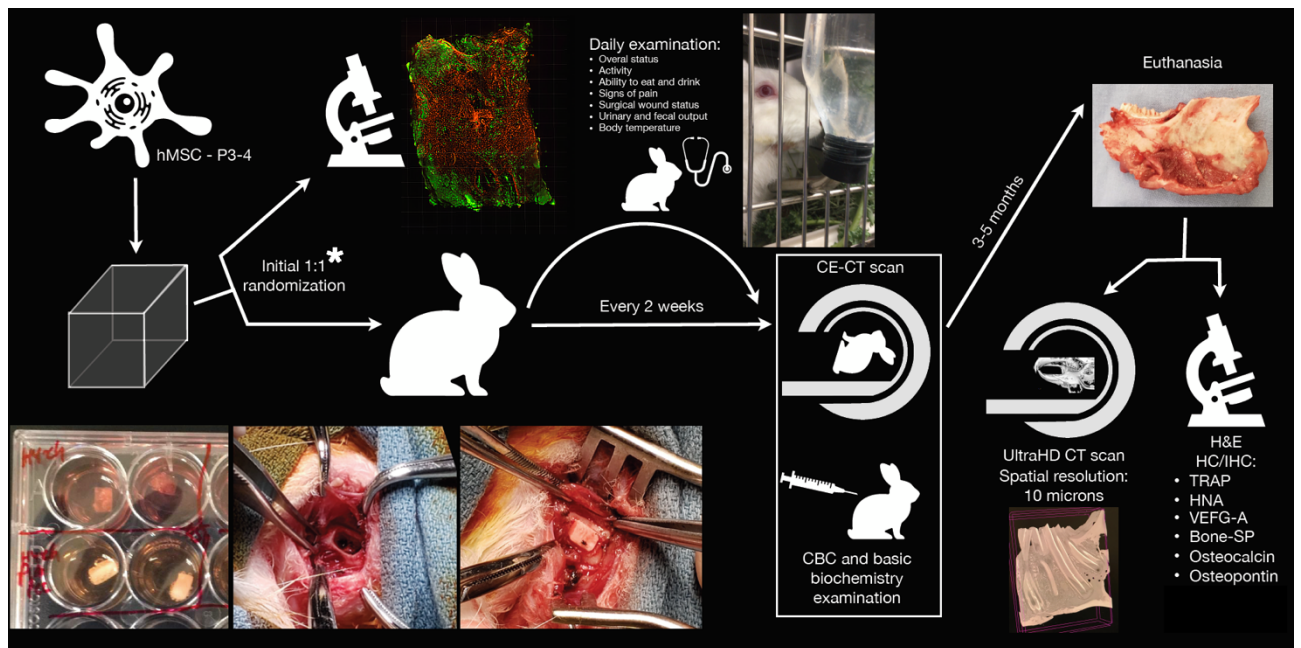 hMSC - P3-4
Initial 1:1*
randomization
Daily examination:
• Overal status
• Activity
• Ability to eat and drink
• Signs of pain
• Surgical wound status
• Urinary and fecal output
• Body temperature
Every 2 weeks
CE-CT scan
CBC and basic
biochemistry
examination
3-5 months
Euthanasia
UltraHD CT scan
Spatial resolution:
10 microns
H&E
HC/IHC:
• TRAP
• HNA
• VEFG-A
• Bone-SP
• Osteocalcin
• Osteopontin